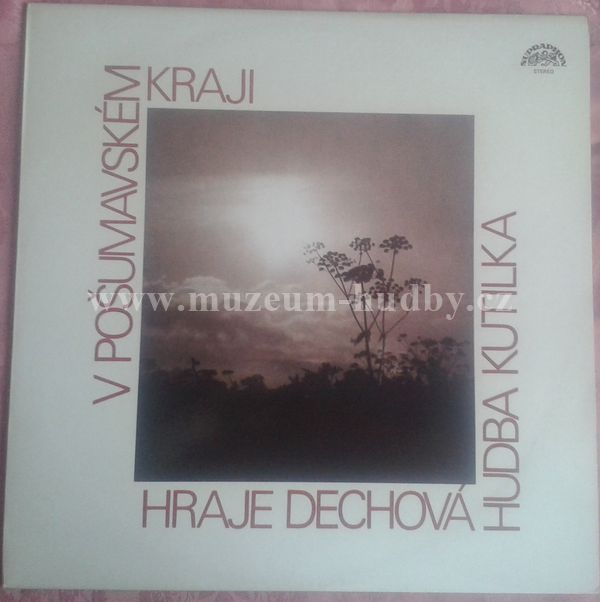 SUPRAPHON
STEREO
V POŠUMAVSKÉM
KRAJI
HRAJE DECHOVÁ
HUDBA KUTILKA
www.muzeum-hudby.cz